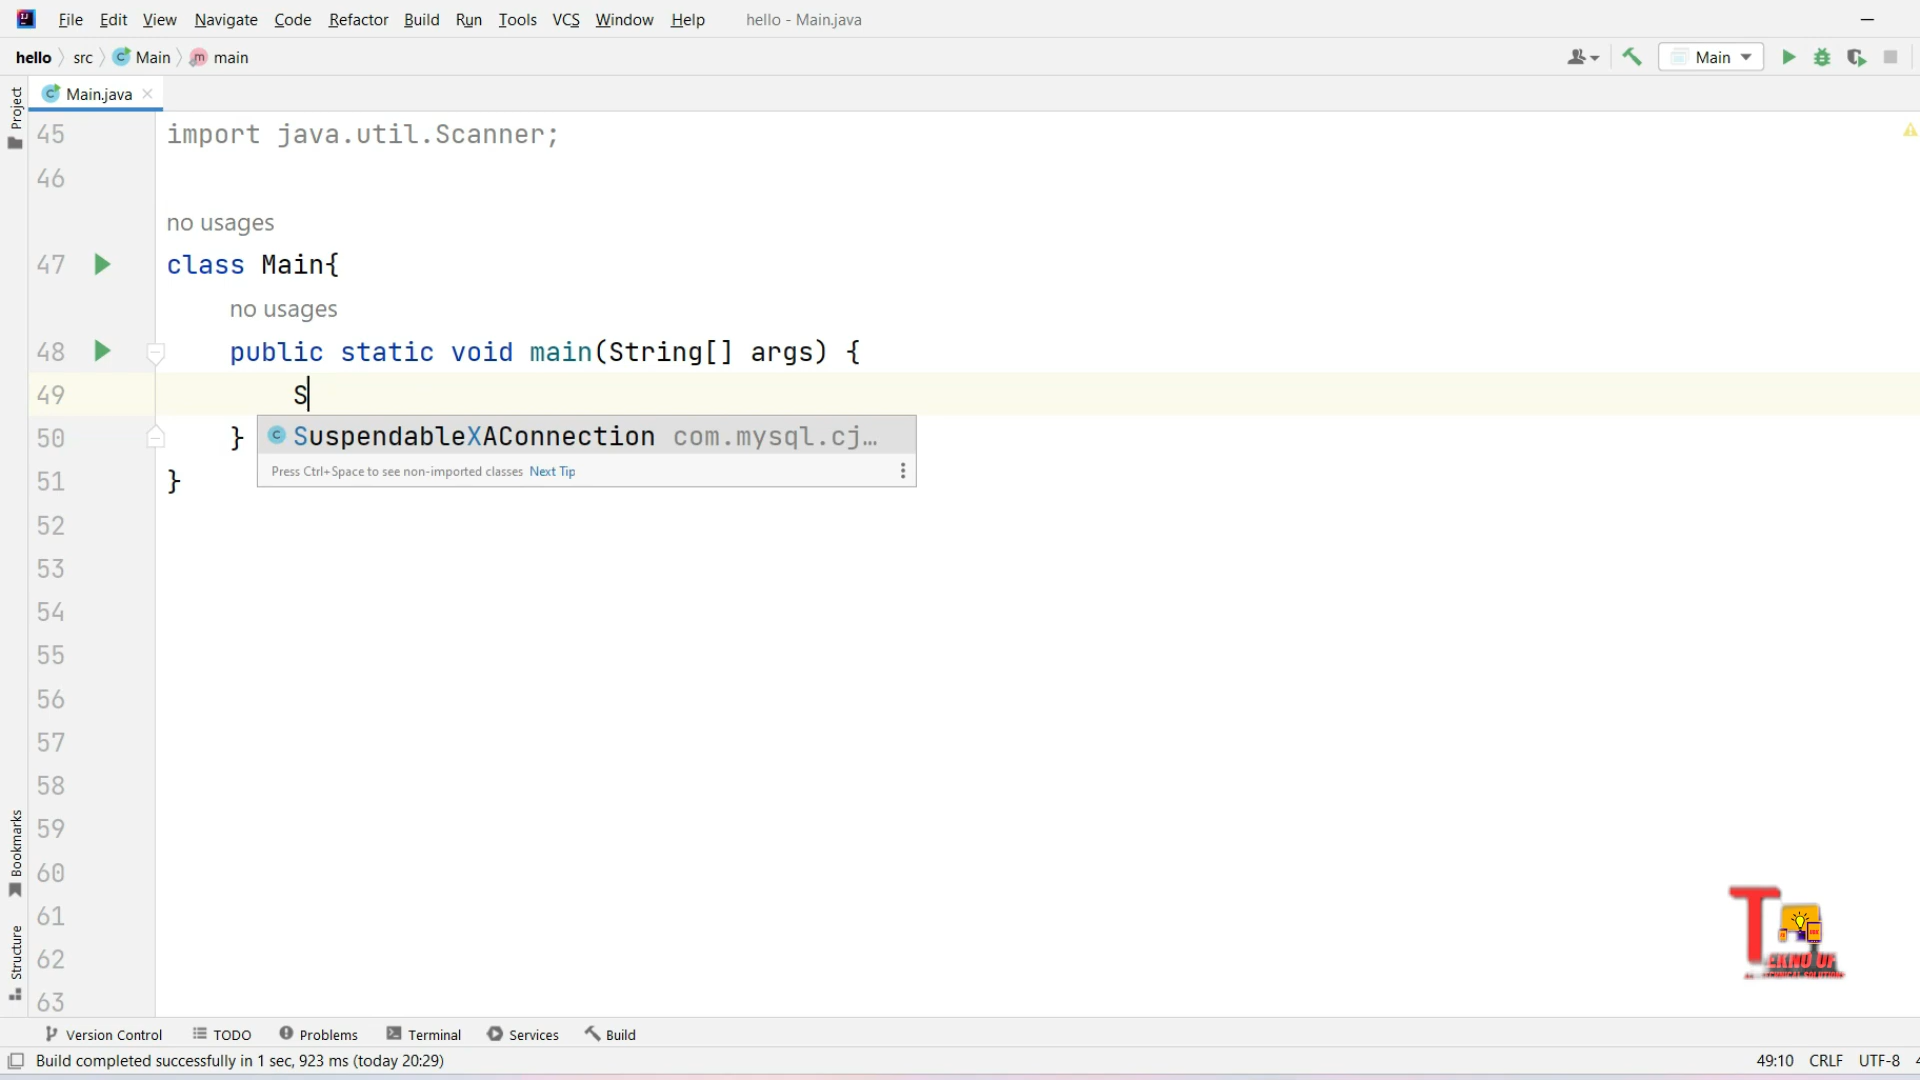 File Edit View Navigate Code Refactor Build Run Tools VCS Window Help hello - Main.java
hello src Main main Main
Main.java
Project
45 import java.util.Scanner;
46
no usages
47 class Main{
no usages
48 public static void main(String[] args) {
49 S
50 }
SuspendableXAConnection com.mysql.cj…
Press Ctrl+Space to see non-imported classes Next Tip
51 }
52
53
54
55
56
57
58
59
60
61
62
63
Bookmarks
Structure
Version Control TODO Problems Terminal Services Build
Build completed successfully in 1 sec, 923 ms (today 20:29) 49:10 CRLF UTF-8